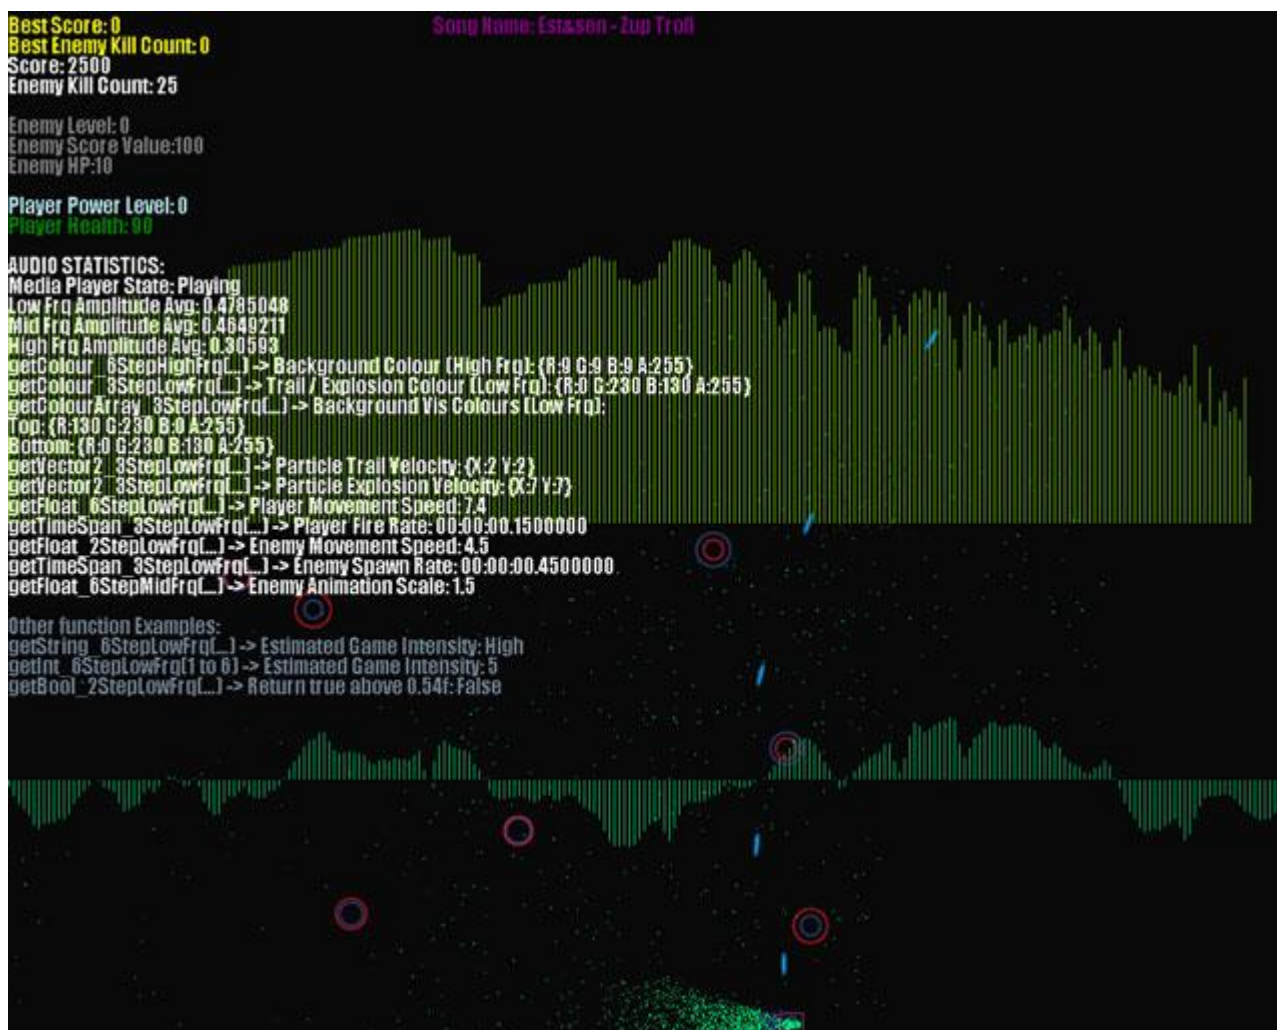 Best Score: 0
Song Name: Est&sen - Zup Trofi
Best Enemy Kill Count: 0
Score: 2500
Enemy Kill Count: 25
Enemy Level: 0
Enemy Score Value:100
Enemy HP:10
Player Power Level: 0
Player Health: 90
AUDIO STATISTICS:
Media Player State: Playing
Low Frq Amplitude Avg: 0.4785048
Mid Frq Amplitude Avg: 0.4649211
High Frq Amplitude Avg: 0.30593
getColour_6StepHighFrq(...) -> Background Colour (High Frq): {R:9 G:9 B:9 A:255}
getColour_3StepLowFrq(...) -> Trail / Explosion Colour (Low Frq): {R:0 G:230 B:130 A:255}
getColourArray_3StepLowFrq(...) -> Background Vis Colours (Low Frq):
Top: {R:130 G:230 B:0 A:255}
Bottom: {R:0 G:230 B:130 A:255}
getVector2_3StepLowFrq(...) -> Particle Trail Velocity: {X:2 Y:2}
getVector2_3StepLowFrq(...) -> Particle Explosion Velocity: {X:7 Y:7}
getFloat_6StepLowFrq(...) -> Player Movement Speed: 7.4
getTimeSpan_3StepLowFrq(...) -> Player Fire Rate: 00:00:00.1500000
getFloat_2StepLowFrq(...) -> Enemy Movement Speed: 4.5
getTimeSpan_3StepLowFrq(...) -> Enemy Spawn Rate: 00:00:00.4500000
getFloat_6StepMidFrq(...) -> Enemy Animation Scale: 1.5
Other function Examples:
getString_6StepLowFrq(...) -> Estimated Game Intensity: High
getInt_6StepLowFrq(1 to 6) -> Estimated Game Intensity: 5
getBool_2StepLowFrq(...) -> Return true above 0.54f: False